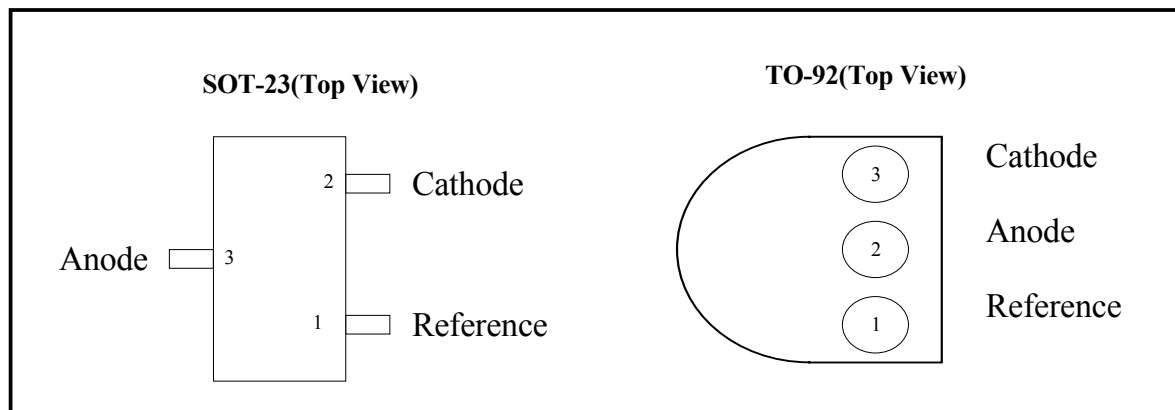 SOT-23(Top View)
2
Cathode
Anode
3
1
Reference
TO-92(Top View)
3
Cathode
2
Anode
1
Reference